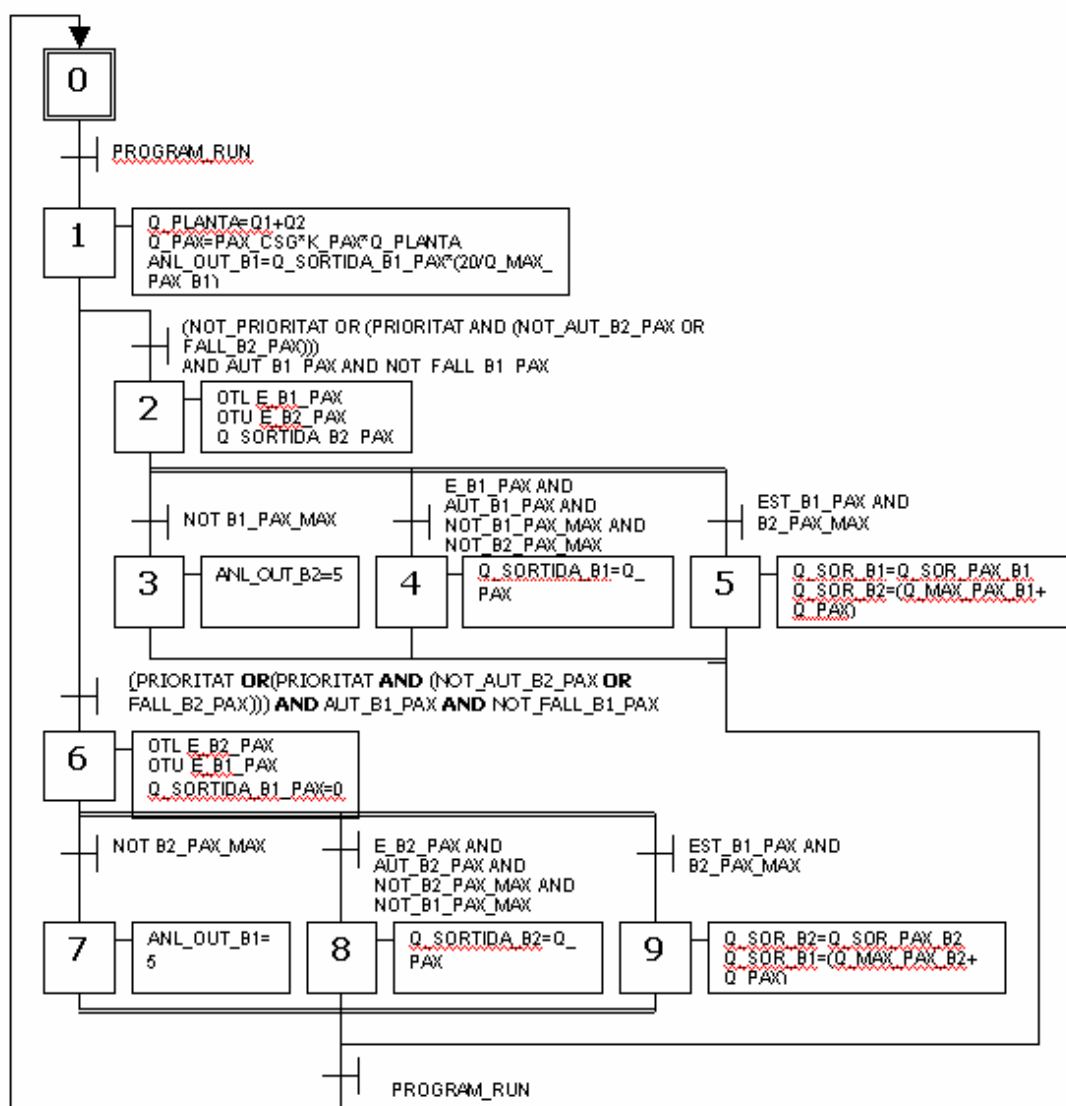 0
PROGRAM_RUN
1
Q_PLANTA=Q1+Q2
Q_PAX=PAX_CSG*K_PAX*Q_PLANTA
ANL_OUT_B1=Q_SORTIDA_B1_PAX*(20/Q_MAX_
PAX_B1)
(NOT_PRIORITAT OR (PRIORITAT AND (NOT_AUT_B2_PAX OR
FALL_B2_PAX)))
AND AUT_B1_PAX AND NOT_FALL_B1_PAX
2
OTL E_B1_PAX
OTU E_B2_PAX
Q_SORTIDA_B2_PAX
NOT B1_PAX_MAX
E_B1_PAX AND
AUT_B1_PAX AND
NOT_B1_PAX_MAX AND
NOT_B2_PAX_MAX
EST_B1_PAX AND
B2_PAX_MAX
3
ANL_OUT_B2=5
4
Q_SORTIDA_B1=Q_
PAX
5
Q_SOR_B1=Q_SOR_PAX_B1
Q_SOR_B2=(Q_MAX_PAX_B1+
Q_PAX)
(PRIORITAT OR(PRIORITAT AND (NOT_AUT_B2_PAX OR
FALL_B2_PAX))) AND AUT_B1_PAX AND NOT_FALL_B1_PAX
6
OTL E_B2_PAX
OTU E_B1_PAX
Q_SORTIDA_B1_PAX=0
NOT B2_PAX_MAX
E_B2_PAX AND
AUT_B2_PAX AND
NOT_B2_PAX_MAX AND
NOT_B1_PAX_MAX
EST_B1_PAX AND
B2_PAX_MAX
7
ANL_OUT_B1=
5
8
Q_SORTIDA_B2=Q_
PAX
9
Q_SOR_B2=Q_SOR_PAX_B2
Q_SOR_B1=(Q_MAX_PAX_B2+
Q_PAX)
PROGRAM_RUN